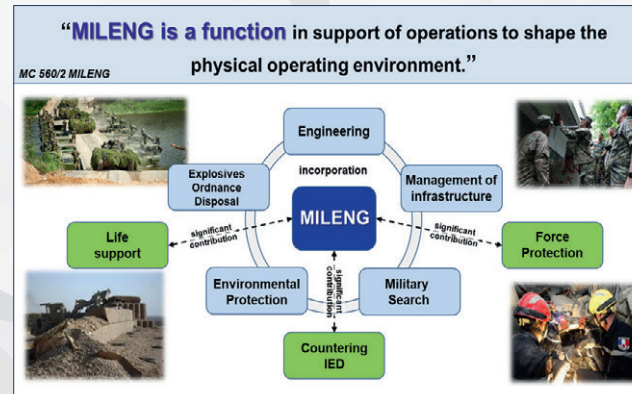 “MILENG is a function in support of operations to shape the
physical operating environment.”
MC 560/2 MILENG
Engineering
incorporation
Explosives
Ordnance
Disposal
Management of
infrastructure
MILENG
Life
support
significant
contribution
significant
contribution
Force
Protection
Environmental
Protection
significant
contribution
Military
Search
Countering
IED